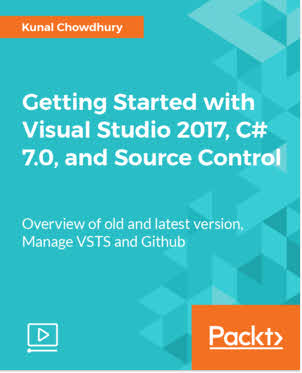 Kunal Chowdhury
Getting Started with
Visual Studio 2017, C#
7.0, and Source Control
Overview of old and latest version,
Manage VSTS and Github
Packt>